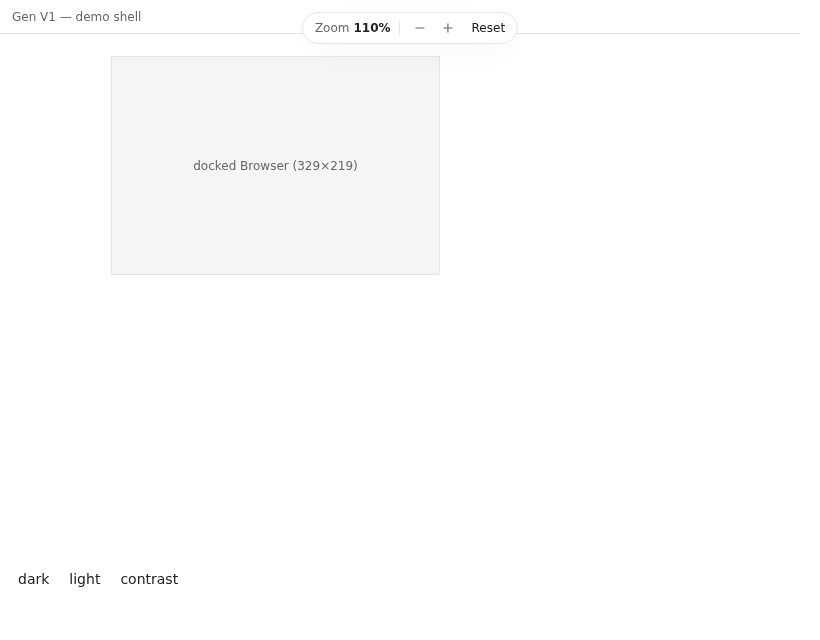 Gen V1 — demo shell
Zoom 110% − + Reset
docked Browser (329×219)
dark light contrast